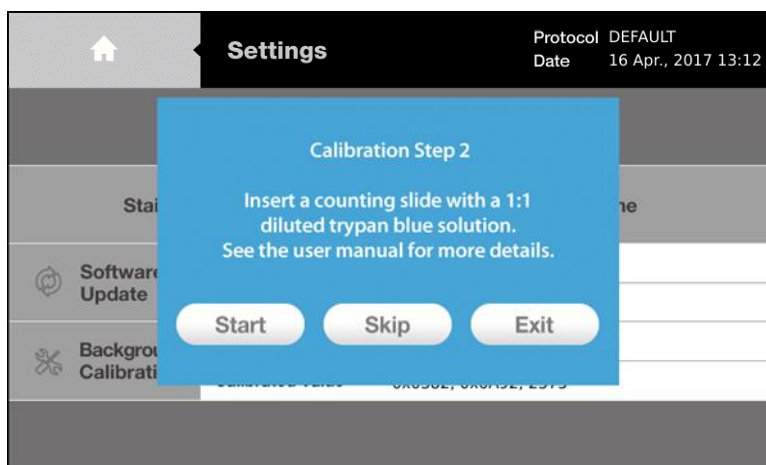 Settings
Protocol DEFAULT
Date 16 Apr., 2017 13:12
Calibration Step 2
Insert a counting slide with a 1:1
diluted trypan blue solution.
See the user manual for more details.
Start Skip Exit
Software
Update